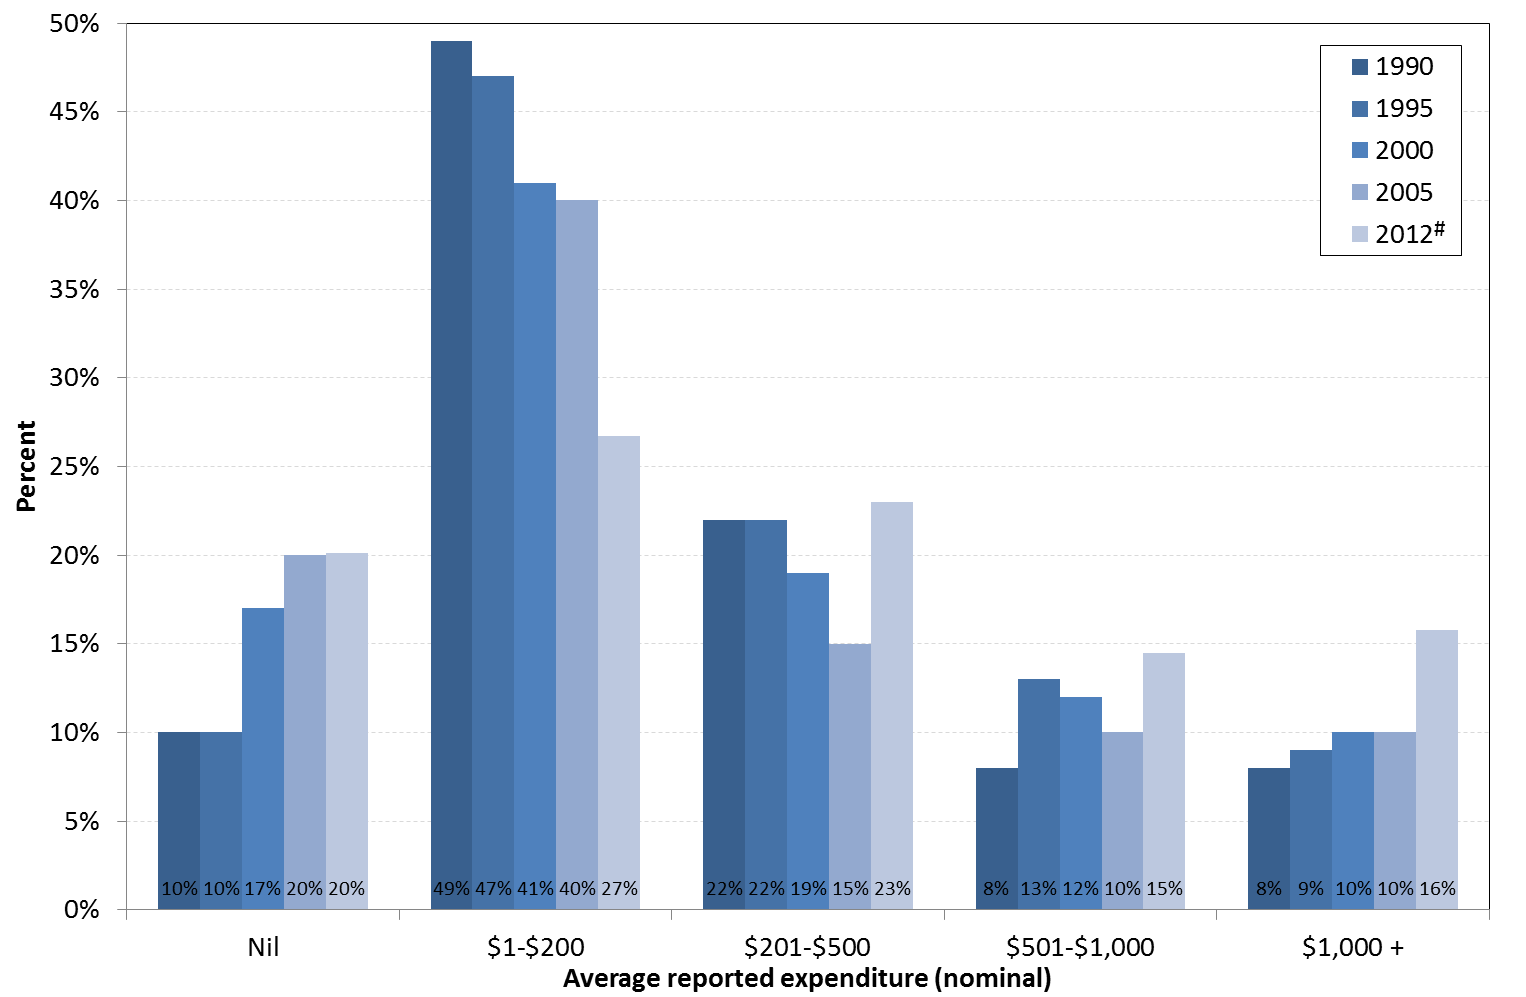 50%
45%
40%
35%
30%
25%
20%
15%
10%
5%
0%
Percent
1990
1995
2000
2005
2012#
10% 10% 17% 20% 20%
49% 47% 41% 40% 27%
22% 22% 19% 15% 23%
8% 13% 12% 10% 15%
8% 9% 10% 10% 16%
Nil
$1-$200
$201-$500
$501-$1,000
$1,000 +
Average reported expenditure (nominal)